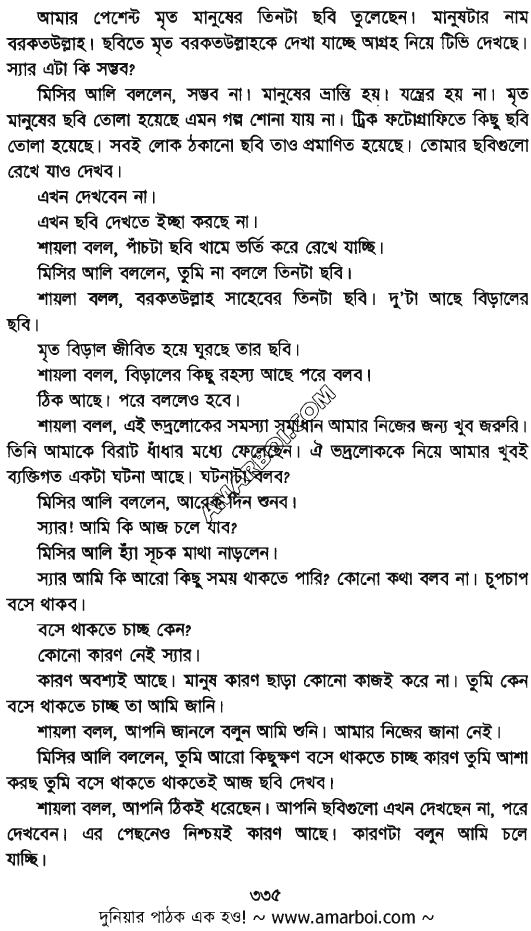 আমার পেশেন্ট মৃত মানুষের তিনটা ছবি তুলেছেন। মানুষটার নাম
বরকতউল্লাহ। ছবিতে মৃত বরকতউল্লাহকে দেখা যাচ্ছে আগ্রহ নিয়ে টিভি দেখছে।
স্যার এটা কি সম্ভব?
মিসির আলি বললেন, সম্ভব না। মানুষের ভ্রান্তি হয়। যন্ত্রের হয় না। মৃত
মানুষের ছবি তোলা হয়েছে এমন গল্প শোনা যায় না। ট্রিক ফটোগ্রাফিতে কিছু ছবি
তোলা হয়েছে। সবই লোক ঠকানো ছবি তাও প্রমাণিত হয়েছে। তোমার ছবিগুলো
রেখে যাও দেখব।
এখন দেখবেন না।
এখন ছবি দেখতে ইচ্ছা করছে না।
শায়লা বলল, পাঁচটা ছবি খামে ভর্তি করে রেখে যাচ্ছি।
মিসির আলি বললেন, তুমি না বললে তিনটা ছবি।
শায়লা বলল, বরকতউল্লাহ সাহেবের তিনটা ছবি। দু'টা আছে বিড়ালের
ছবি।
মৃত বিড়াল জীবিত হয়ে ঘুরছে তার ছবি।
শায়লা বলল, বিড়ালের কিছু রহস্য আছে পরে বলব।
ঠিক আছে। পরে বললেও হবে।
শায়লা বলল, এই ভদ্রলোকের সমস্যা সমাধান আমার নিজের জন্য খুব জরুরি।
তিনি আমাকে বিরাট ধাঁধার মধ্যে ফেলেছেন। ঐ ভদ্রলোককে নিয়ে আমার খুবই
ব্যক্তিগত একটা ঘটনা আছে। ঘটনাটা বলব?
মিসির আলি বললেন, আরেক দিন শুনব।
স্যার! আমি কি আজ চলে যাব?
মিসির আলি হ্যাঁ সূচক মাথা নাড়লেন।
স্যার আমি কি আরো কিছু সময় থাকতে পারি? কোনো কথা বলব না। চুপচাপ
বসে থাকব।
বসে থাকতে চাচ্ছ কেন?
কোনো কারণ নেই স্যার।
কারণ অবশ্যই আছে। মানুষ কারণ ছাড়া কোনো কাজই করে না। তুমি কেন
বসে থাকতে চাচ্ছ তা আমি জানি।
শায়লা বলল, আপনি জানলে বলুন আমি শুনি। আমার নিজের জানা নেই।
মিসির আলি বললেন, তুমি আরো কিছুক্ষণ বসে থাকতে চাচ্ছ কারণ তুমি আশা
করছ তুমি বসে থাকতে থাকতেই আজ ছবি দেখব।
শায়লা বলল, আপনি ঠিকই ধরেছেন। আপনি ছবিগুলো এখন দেখছেন না, পরে
দেখবেন। এর পেছনেও নিশ্চয়ই কারণ আছে। কারণটা বলুন আমি চলে
যাচ্ছি।
AMARBOI.COM
৩৩৫
দুনিয়ার পাঠক এক হও! ~ www.amarboi.com ~